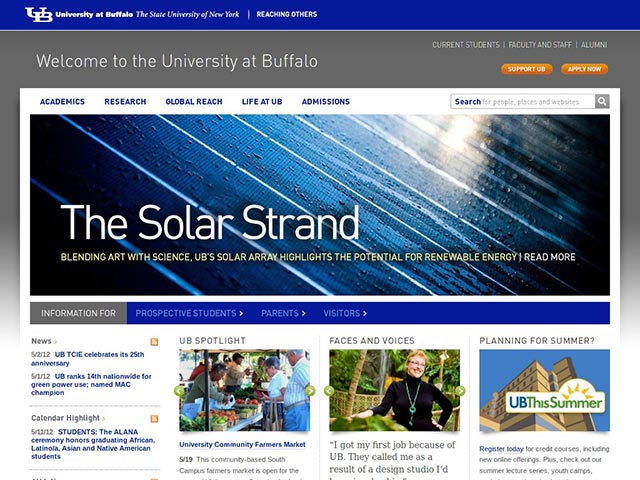 UB University at Buffalo The State University of New York | REACHING OTHERS
CURRENT STUDENTS | FACULTY AND STAFF | ALUMNI
Welcome to the University at Buffalo
SUPPORT UB APPLY NOW
ACADEMICS RESEARCH GLOBAL REACH LIFE AT UB ADMISSIONS
Search for people, places and websites
The Solar Strand
BLENDING ART WITH SCIENCE, UB'S SOLAR ARRAY HIGHLIGHTS THE POTENTIAL FOR RENEWABLE ENERGY | READ MORE
INFORMATION FOR PROSPECTIVE STUDENTS > PARENTS > VISITORS >
News >
5/2/12 UB TCIE celebrates its 25th
anniversary
5/1/12 UB ranks 14th nationwide for
green power use; named MAC
champion
Calendar Highlight >
5/11/12 STUDENTS: The ALANA
ceremony honors graduating African,
Latino/a, Asian and Native American
students
UB SPOTLIGHT
University Community Farmers Market
5/19 This community-based South
Campus farmers market is open for the
FACES AND VOICES
"I got my first job because of
UB. They called me as a
result of a design studio I'd
PLANNING FOR SUMMER?
UBThisSummer
Register today for credit courses, including
new online offerings. Plus, check out our
summer lecture series, youth camps,